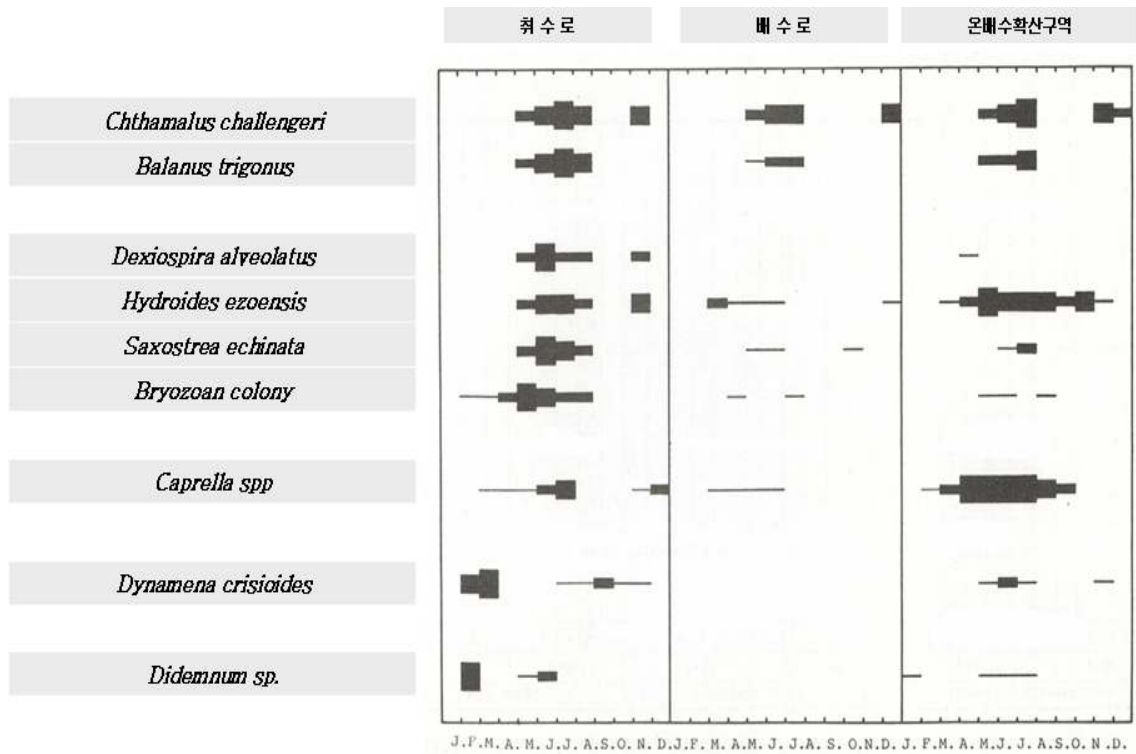 취 수 로 배 수 로 온배수확산구역
Chthamalus challengeri
Balanus trigonus
Dexiospira alveolatus
Hydroides ezoensis
Saxostrea echinata
Bryozoan colony
Caprella spp
Dynamena crisioides
Didemnum sp.
J.F.M.A.M.J.J.A.S.O.N.D.J.F.M.A.M.J.J.A.S.O.N.D.J.F.M.A.M.J.J.A.S.O.N.D.